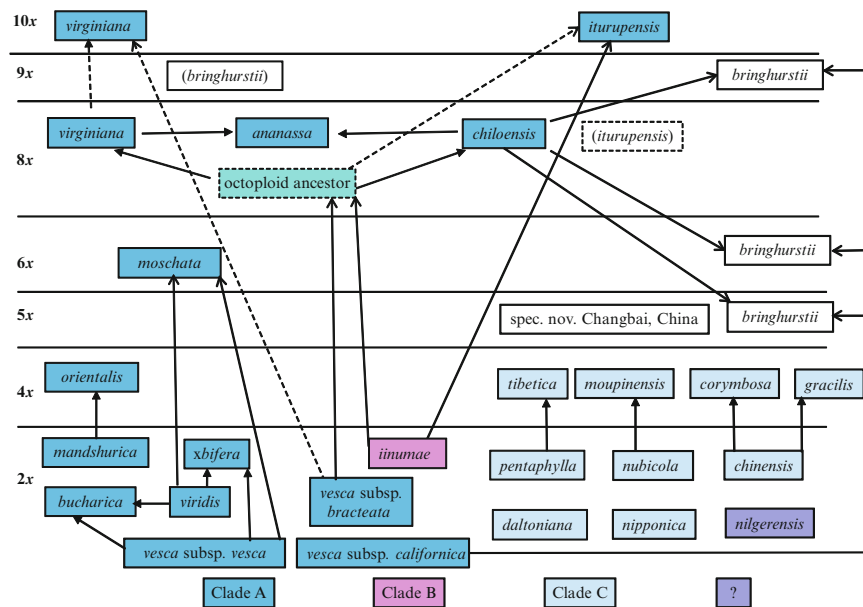 10x virginiana iturupensis
9x (bringhurstii) bringhurstii
virginiana ananassa chiloensis (iturupensis)
8x
octoploid ancestor
6x moschata bringhurstii
5x spec. nov. Changbai, China bringhurstii
orientalis tibetica moupinensis corymbosa gracilis
4x
mandshurica xbifera iinumae pentaphylla nubicola chinensis
2x
bucharica viridis vesca subsp.
bracteata
daltoniana nipponica nilgerensis
vesca subsp. vesca vesca subsp. californica
Clade A Clade B Clade C ?